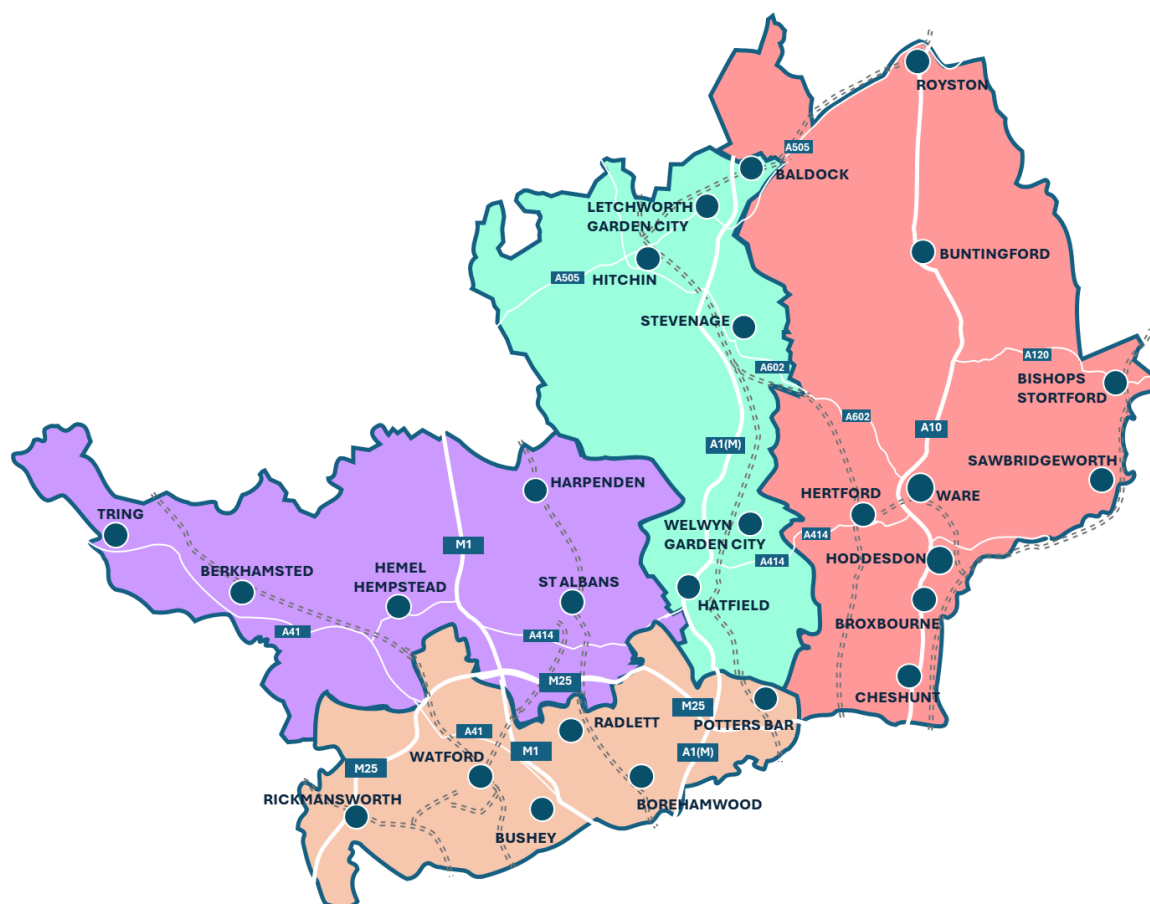 ROYSTON
A505
BALDOCK
LETCHWORTH
GARDEN CITY
BUNTINGFORD
A505
HITCHIN
STEVENAGE
A120
A602
BISHOPS
STORTFORD
A602
A10
A1(M)
SAWBRIDGEWORTH
HARPENDEN
HERTFORD
WARE
TRING
WELWYN
GARDEN CITY
A414
M1
A414
HODDESDON
BERKHAMSTED
HEMEL
HEMPSTEAD
ST ALBANS
HATFIELD
BROXBOURNE
A41
A414
M25
CHESHUNT
M25
POTTERS BAR
RADLETT
A41
M1
A1(M)
WATFORD
M25
RICKMANSWORTH
BOREHAMWOOD
BUSHEY